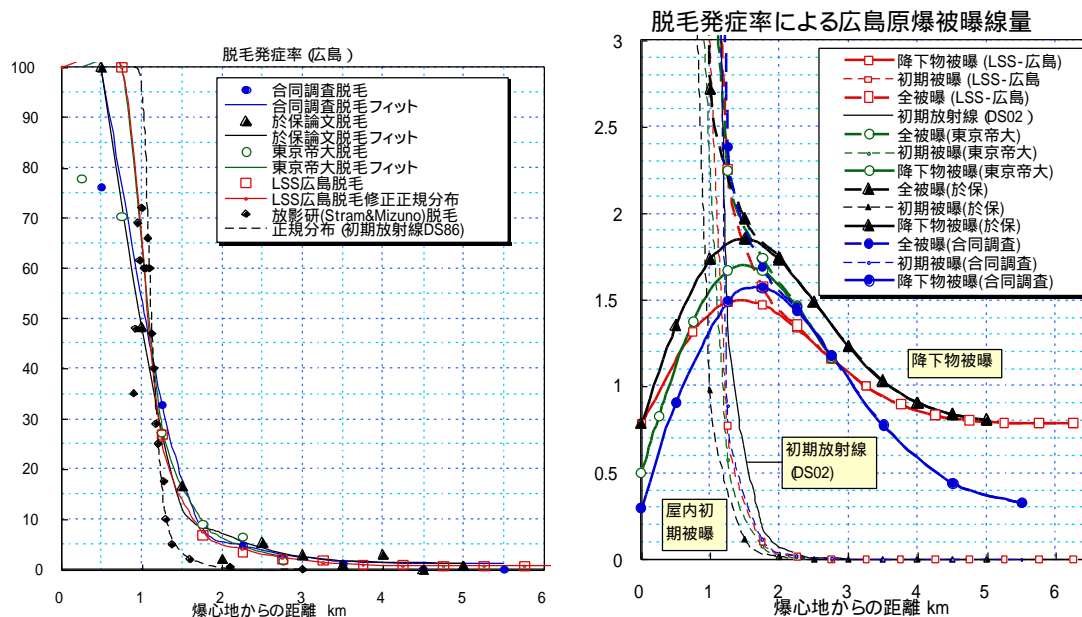 脱毛発症率(広島)
100
90
80
70
60
50
40
30
20
10
0
0
1
2
3
4
5
6
爆心地からの距離 km
合同調査脱毛
合同調査脱毛フィット
於保論文脱毛
於保論文脱毛フィット
東京帝大脱毛
東京帝大脱毛フィット
LSS広島脱毛
LSS広島脱毛修正正規分布
放影研(Stram&Mizuno)脱毛
正規分布(初期放射線DS86)
脱毛発症率による広島原爆被曝線量
3
2.5
2
1.5
1
0.5
0
0
1
2
3
4
5
6
爆心地からの距離 km
降下物被曝(LSS-広島)
初期被曝(LSS-広島
全被曝(LSS-広島)
初期放射線(DS02)
全被曝(東京帝大)
初期被曝(東京帝大)
降下物被曝(東京帝大)
全被曝(於保)
初期被曝(於保)
降下物被曝(於保)
全被曝(合同調査)
初期被曝(合同調査)
降下物被曝(合同調査)
降下物被曝
初期放射線
(DS02)
屋内初
期被曝